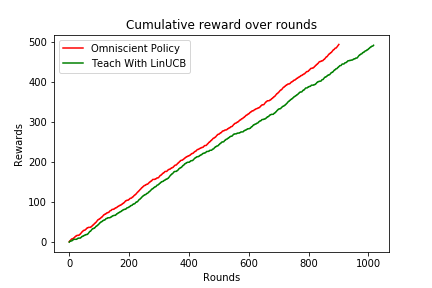 Cumulative reward over rounds
Omniscient Policy
Teach With LinUCB
Rewards
500
400
300
200
100
0
0 200 400 600 800 1000
Rounds